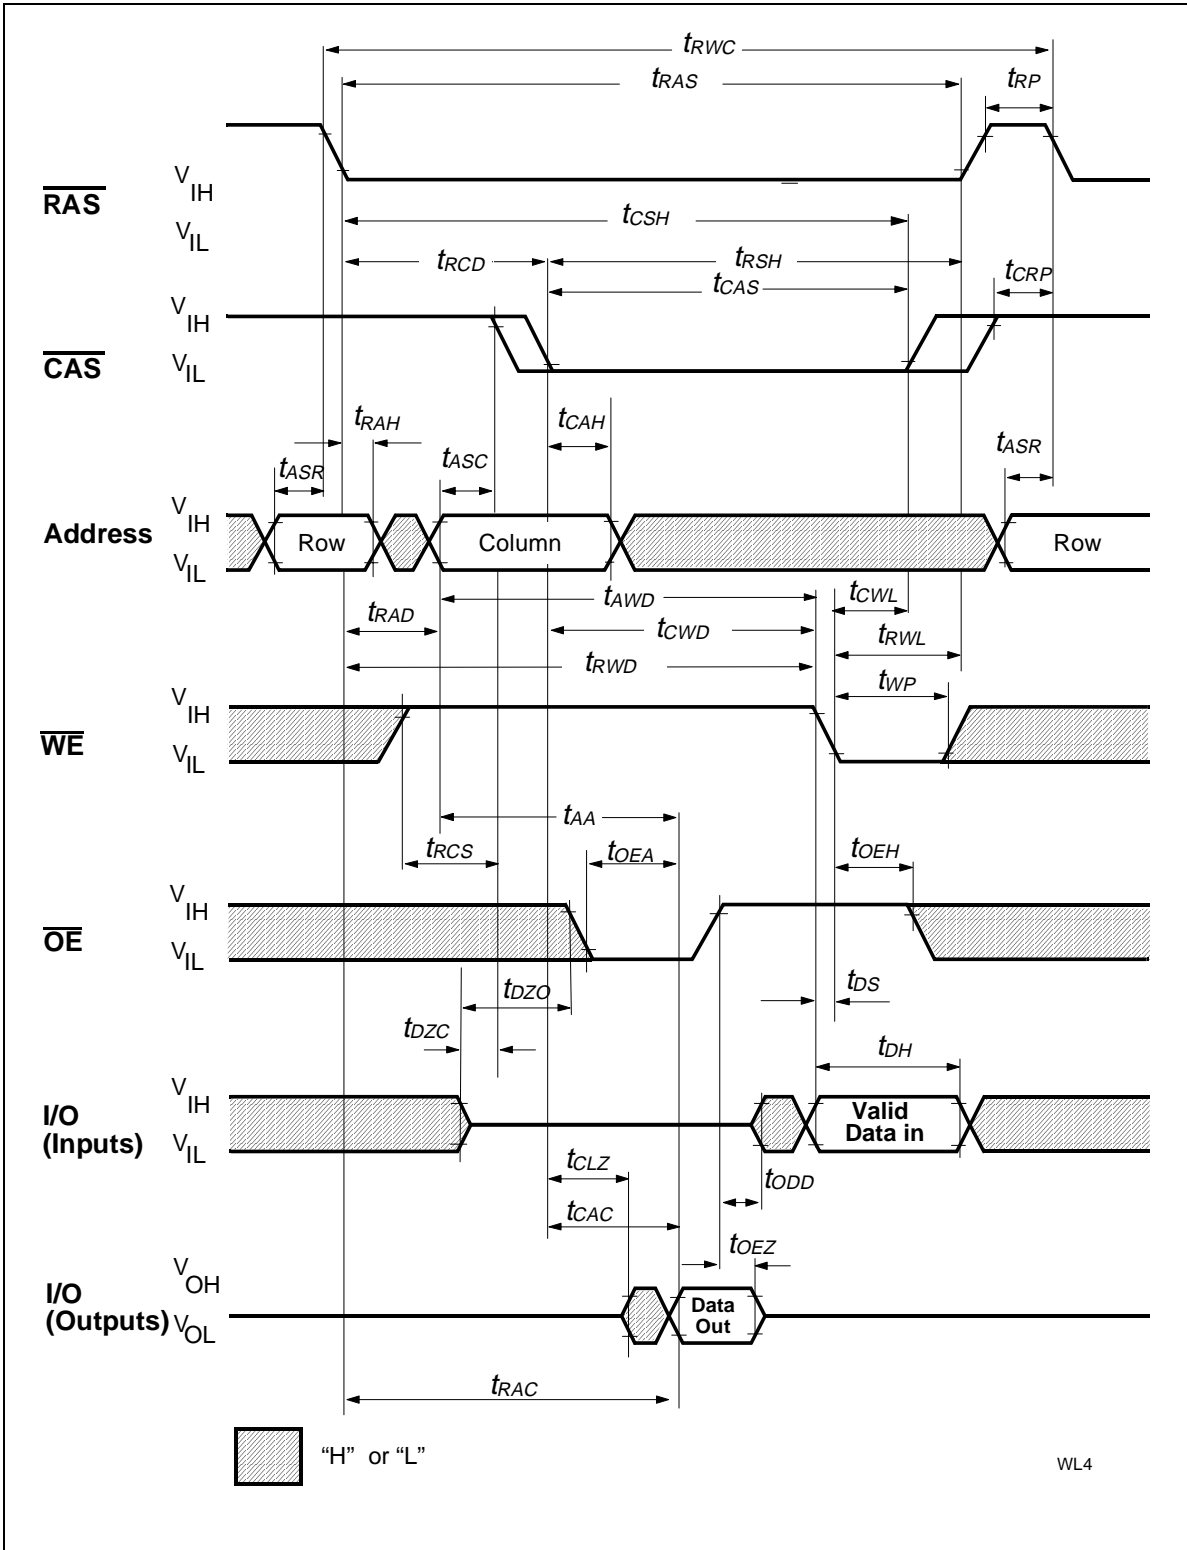 tRWC
tRAS
tRP
RAS
VIH
VIL
tCSH
tRCD
tRSH
tCAS
tCRP
CAS
VIH
VIL
tRAH
tCAH
tASR
tASC
tASR
Address
VIH
VIL
Row
Column
Row
tAWD
tCWL
tRAD
tCWD
tRWL
tRWD
tWP
WE
VIH
VIL
tAA
tRCS
tOEA
tOEH
OE
VIH
VIL
tDZO
tDS
tDZC
tDH
I/O
(Inputs)
VIH
VIL
Valid
Data in
tCLZ
tODD
tCAC
tOEZ
I/O
(Outputs)
VOH
VOL
Data
Out
tRAC
“H” or “L”
WL4